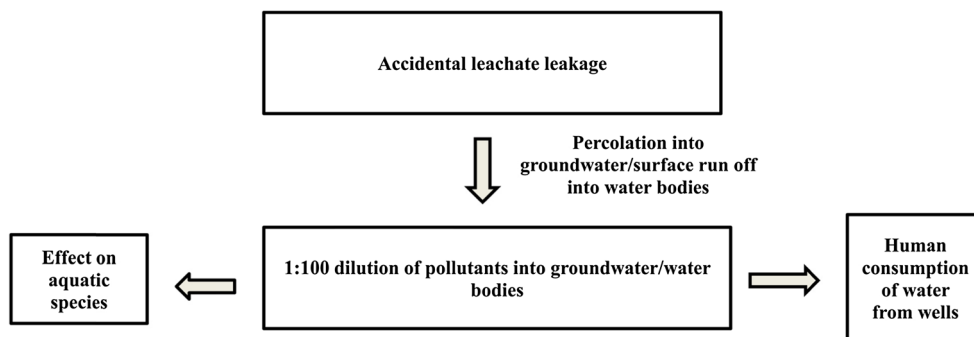 Accidental leachate leakage
Percolation into
groundwater/surface run off
into water bodies
Effect on
aquatic
species
1:100 dilution of pollutants into groundwater/water
bodies
Human
consumption
of water
from wells